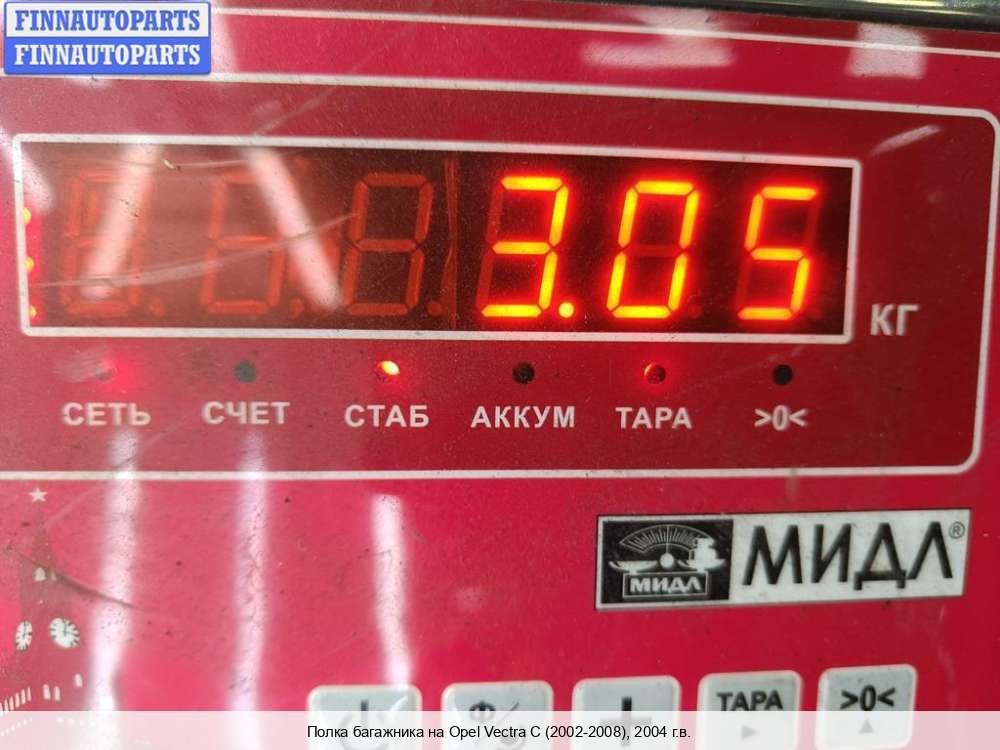 FINNAUTOPARTS
FINNAUTOPARTS
3.05
КГ
СЕТЬ СЧЕТ СТАБ АККУМ ТАРА >0<
МИДЛ МИДЛ®
+ ТАРА >0<
Полка багажника на Opel Vectra C (2002-2008), 2004 г.в.